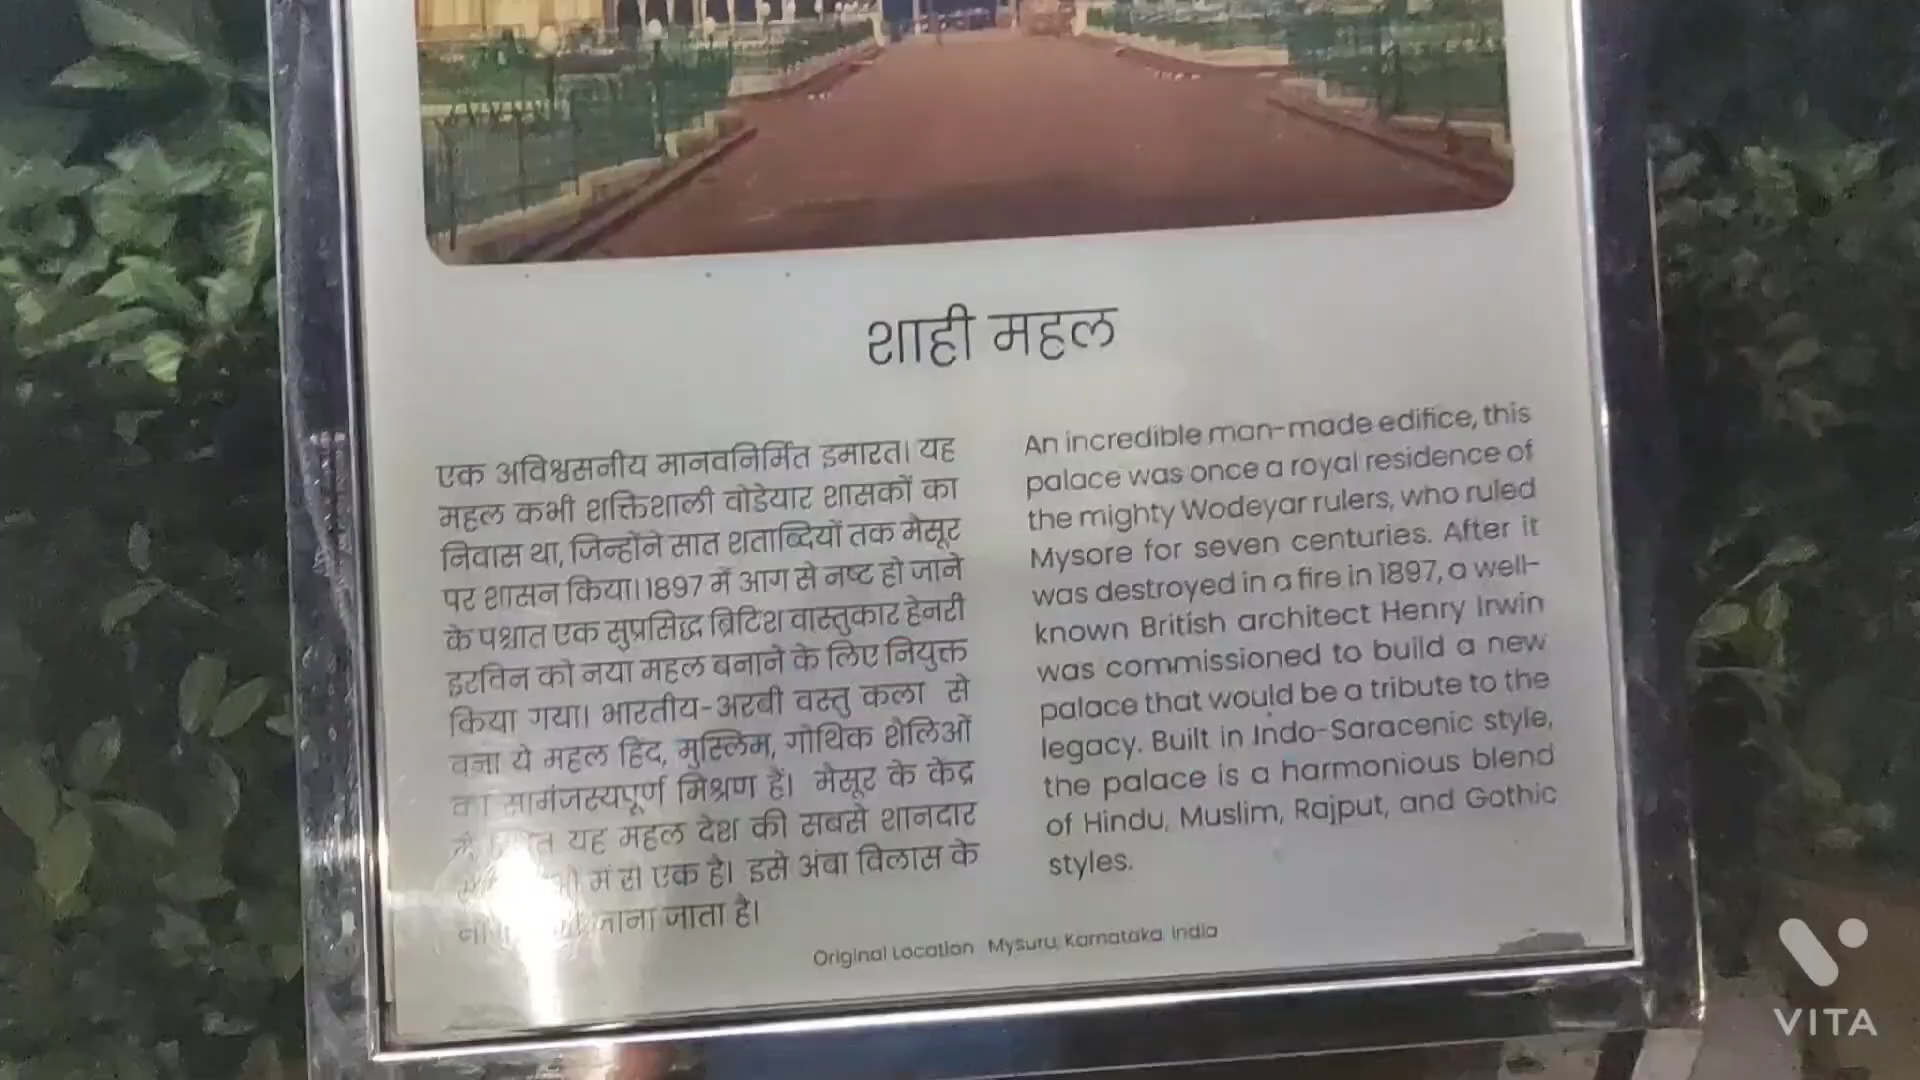 शाही महल
एक अविश्वसनीय मानवनिर्मित इमारत। यह
महल कभी शक्तिशाली वोडेयार शासकों का
निवास था, जिन्होंने सात शताब्दियों तक मैसूर
पर शासन किया। 1897 में आग से नष्ट हो जाने
के पश्चात एक सुप्रसिद्ध ब्रिटिश वास्तुकार हेनरी
इरविन को नया महल बनाने के लिए नियुक्त
किया गया। भारतीय-अरबी वस्तु कला से
बना ये महल हिंद, मुस्लिम, गोथिक शैलिओं
का सामंजस्यपूर्ण मिश्रण हैं। मैसूर के केंद्र
यह महल देश की सबसे शानदार
में से एक है। इसे अंबा विलास के
जाना जाता है।
An incredible man-made edifice, this
palace was once a royal residence of
the mighty Wodeyar rulers, who ruled
Mysore for seven centuries. After it
was destroyed in a fire in 1897, a well-
known British architect Henry Irwin
was commissioned to build a new
palace that would be a tribute to the
legacy. Built in Indo-Saracenic style,
the palace is a harmonious blend
of Hindu, Muslim, Rajput, and Gothic
styles.
Original Location Mysuru, Karnataka, India
VITA